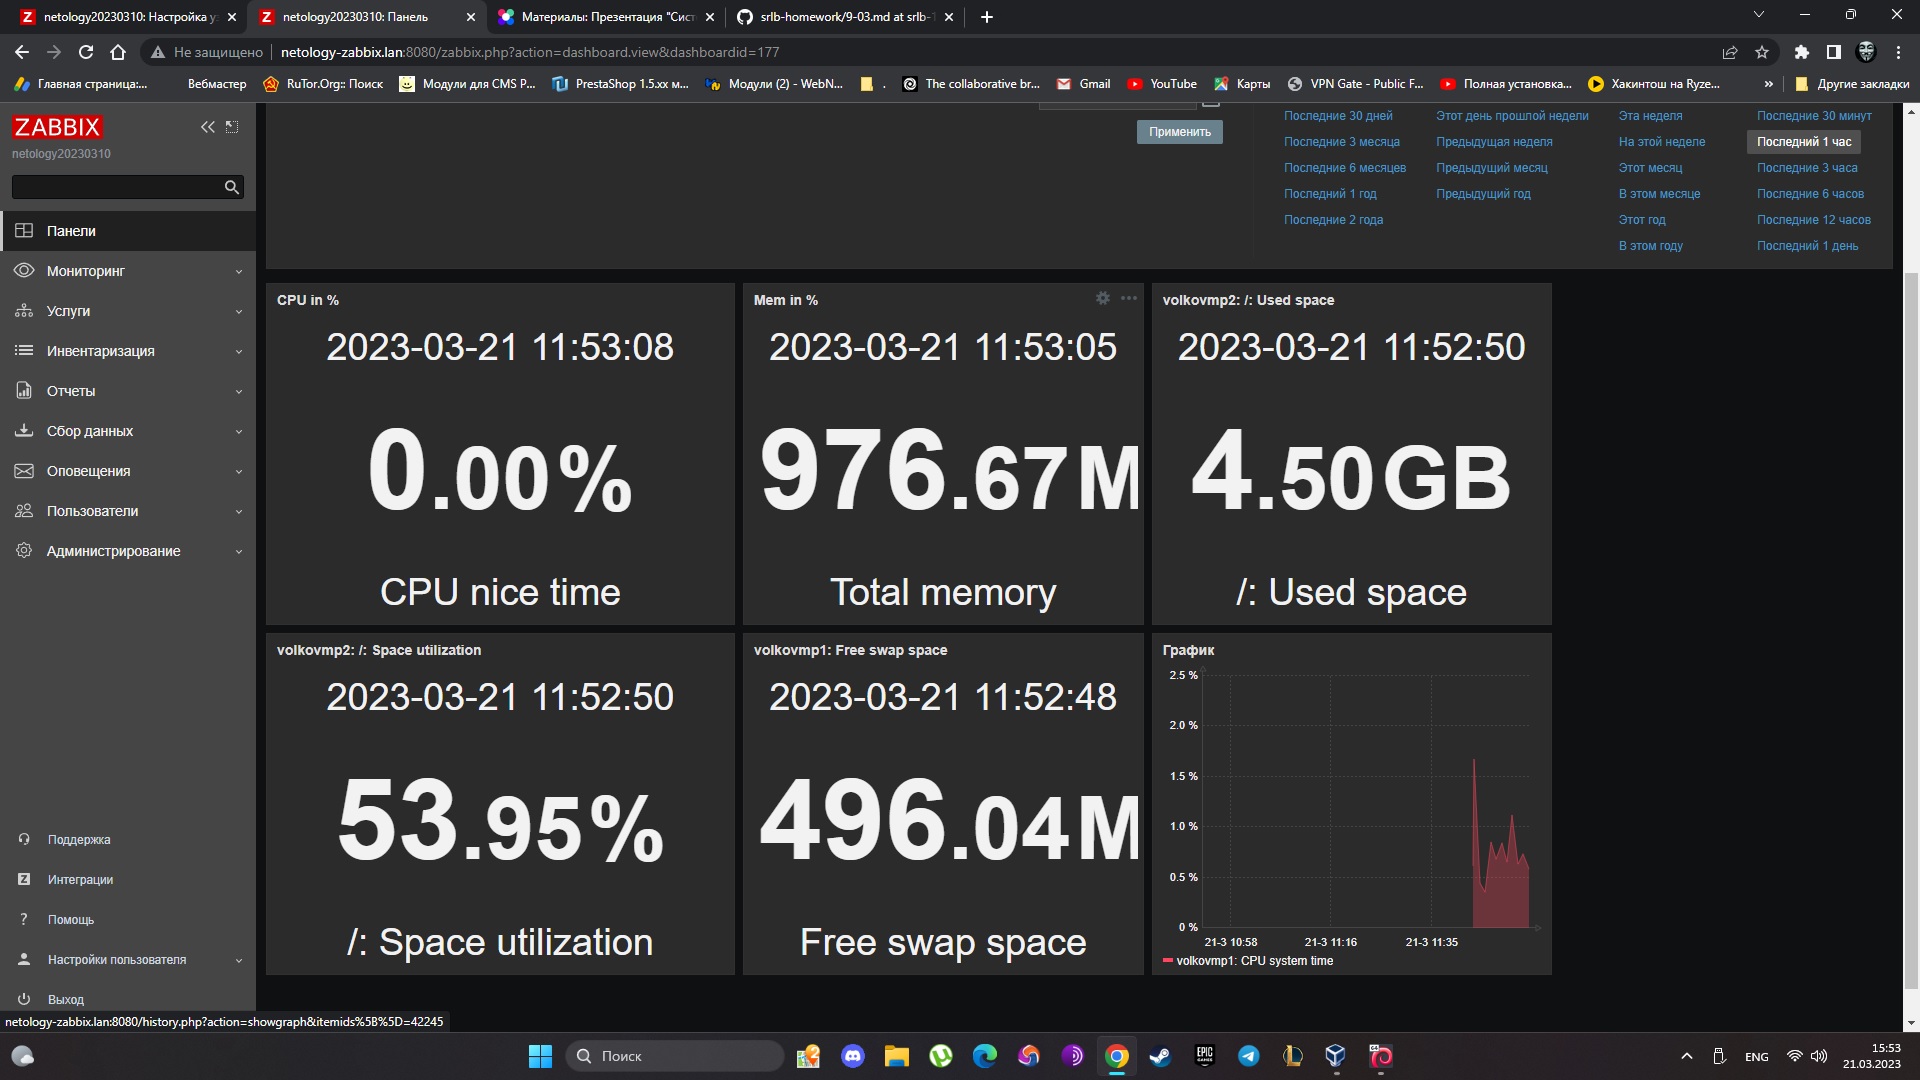 netology20230310: Настройка у
netology20230310: Панель
Материалы: Презентация "Сист
srlb-homework/9-03.md at srlb-
Не защищено
netology-zabbix.lan:8080/zabbix.php?action=dashboard.view&dashboardid=177
Главная страница:...
Вебмастер
RuTor.Org:: Поиск
Модули для CMS P...
PrestaShop 1.5.xx м...
Модули (2) - WebN...
.
The collaborative br...
Gmail
YouTube
Карты
VPN Gate - Public F...
Полная установка...
Хакинтош на Ryze...
»
Другие закладки
ZABBIX
netology20230310
Панели
Мониторинг
Услуги
Инвентаризация
Отчеты
Сбор данных
Оповещения
Пользователи
Администрирование
Поддержка
Интеграции
Помощь
Настройки пользователя
Выход
Применить
Последние 30 дней
Этот день прошлой недели
Эта неделя
Последние 30 минут
Последние 3 месяца
Предыдущая неделя
На этой неделе
Последний 1 час
Последние 6 месяцев
Предыдущий месяц
Этот месяц
Последние 3 часа
Последний 1 год
Предыдущий год
В этом месяце
Последние 6 часов
Последние 2 года
Этот год
Последние 12 часов
В этом году
Последний 1 день
CPU in %
2023-03-21 11:53:08
0.00%
CPU nice time
Mem in %
2023-03-21 11:53:05
976.67M
Total memory
volkovmp2: /: Used space
2023-03-21 11:52:50
4.50GB
/: Used space
volkovmp2: /: Space utilization
2023-03-21 11:52:50
53.95%
/: Space utilization
volkovmp1: Free swap space
2023-03-21 11:52:48
496.04M
Free swap space
График
2.5 %
2.0 %
1.5 %
1.0 %
0.5 %
0 %
21-3 10:58
21-3 11:16
21-3 11:35
volkovmp1: CPU system time
netology-zabbix.lan:8080/history.php?action=showgraph&itemids%5B%5D=42245
Поиск
EPIC
GAMES
ENG
15:53
21.03.2023